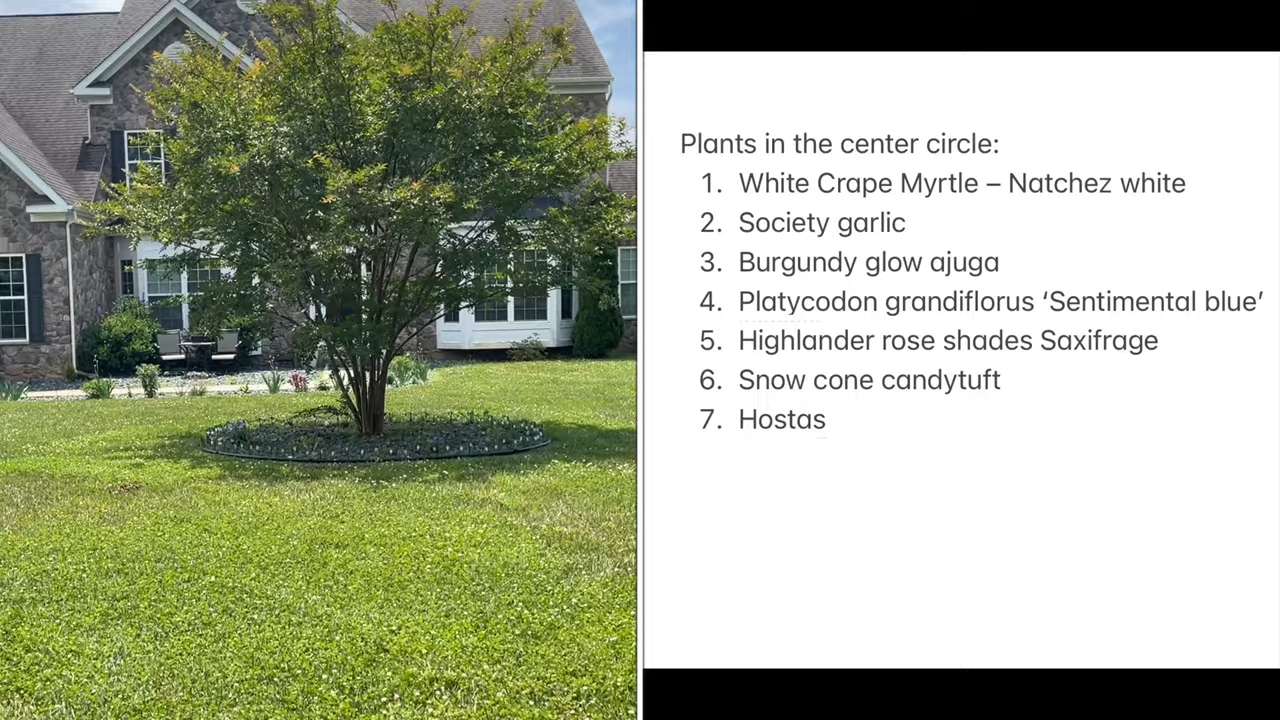 Plants in the center circle:
1. White Crape Myrtle – Natchez white
2. Society garlic
3. Burgundy glow ajuga
4. Platycodon grandiflorus ‘Sentimental blue’
5. Highlander rose shades Saxifrage
6. Snow cone candytuft
7. Hostas